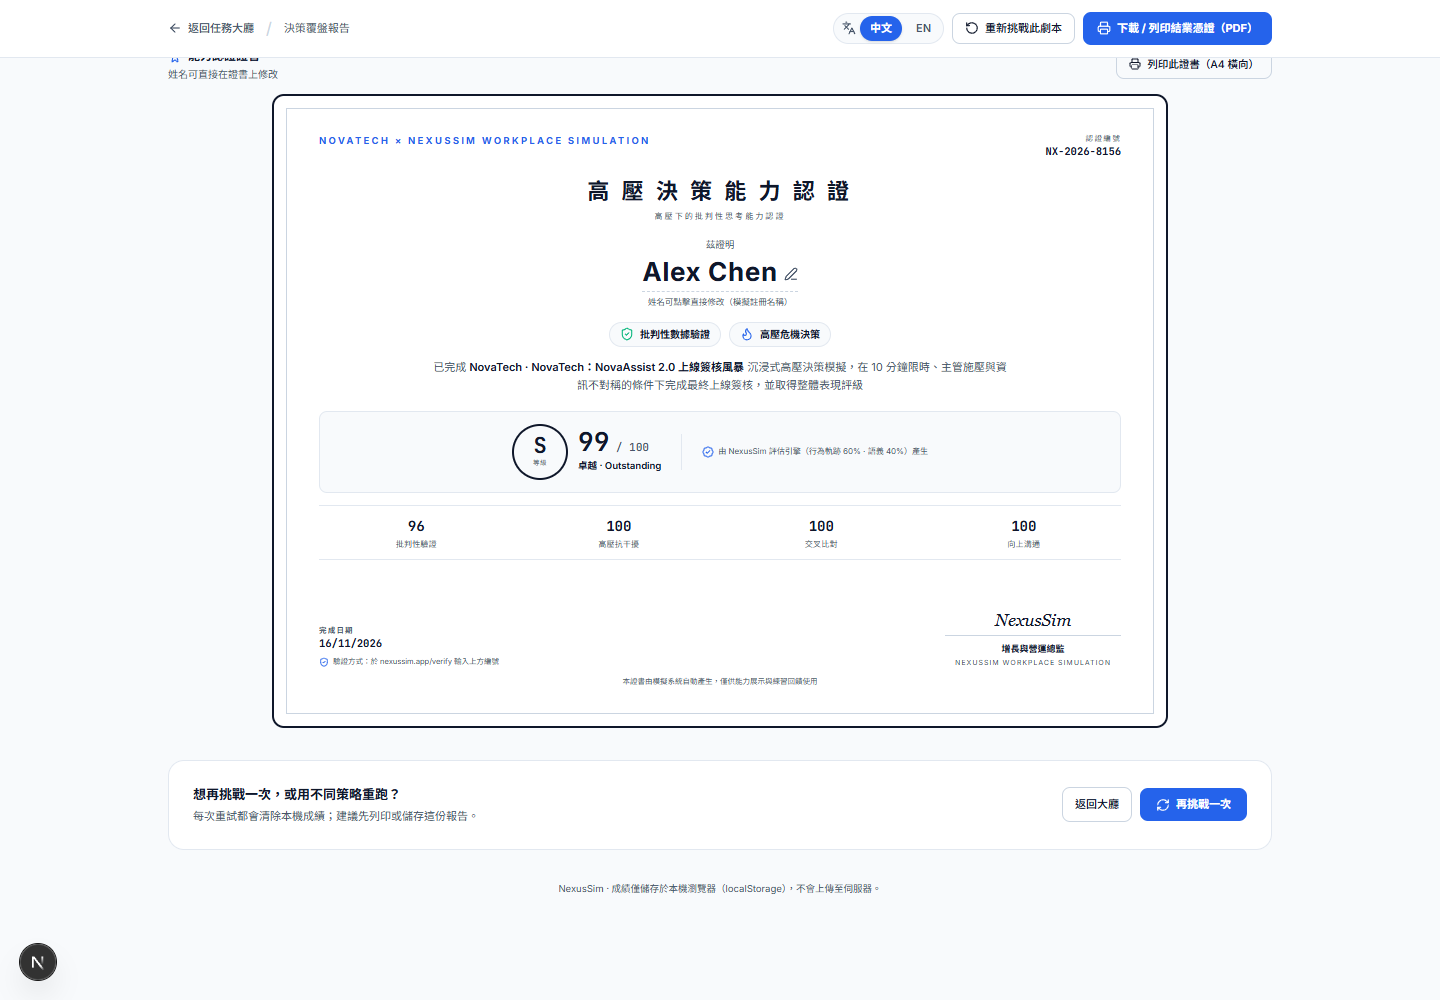 返回任務大廳 / 決策覆盤報告
中文 EN
重新挑戰此劇本
下載 / 列印結業憑證（PDF）
姓名可直接在證書上修改
列印此證書（A4 橫向）
NOVATECH × NEXUSSIM WORKPLACE SIMULATION
認證編號
NX-2026-8156
高壓決策能力認證
高壓下的批判性思考能力認證
茲證明
Alex Chen
姓名可點擊直接修改（模擬註冊名稱）
批判性數據驗證
高壓危機決策
已完成 NovaTech · NovaTech：NovaAssist 2.0 上線簽核風暴 沉浸式高壓決策模擬，在 10 分鐘限時、主管施壓與資
訊不對稱的條件下完成最終上線簽核，並取得整體表現評級
S
等級
99 / 100
卓越 · Outstanding
由 NexusSim 評估引擎（行為軌跡 60% · 語義 40%）產生
96
批判性驗證
100
高壓抗干擾
100
交叉比對
100
向上溝通
完成日期
16/11/2026
驗證方式：於 nexussim.app/verify 輸入上方編號
NexusSim
增長與營運總監
NEXUSSIM WORKPLACE SIMULATION
本證書由模擬系統自動產生，僅供能力展示與練習回饋使用
想再挑戰一次，或用不同策略重跑？
每次重試都會清除本機成績；建議先列印或儲存這份報告。
返回大廳
再挑戰一次
NexusSim · 成績僅儲存於本機瀏覽器（localStorage），不會上傳至伺服器。
N